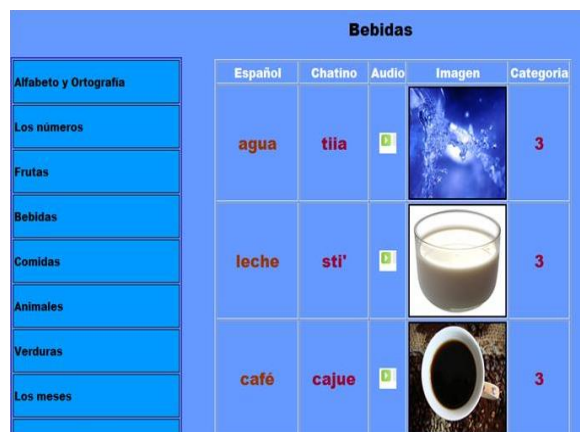 Bebidas
Alfabeto y Ortografía
Los números
Frutas
Bebidas
Comidas
Animales
Verduras
Los meses
Español Chatino Audio Imagen Categoria
agua tiia 3
leche sti' 3
café cajue 3